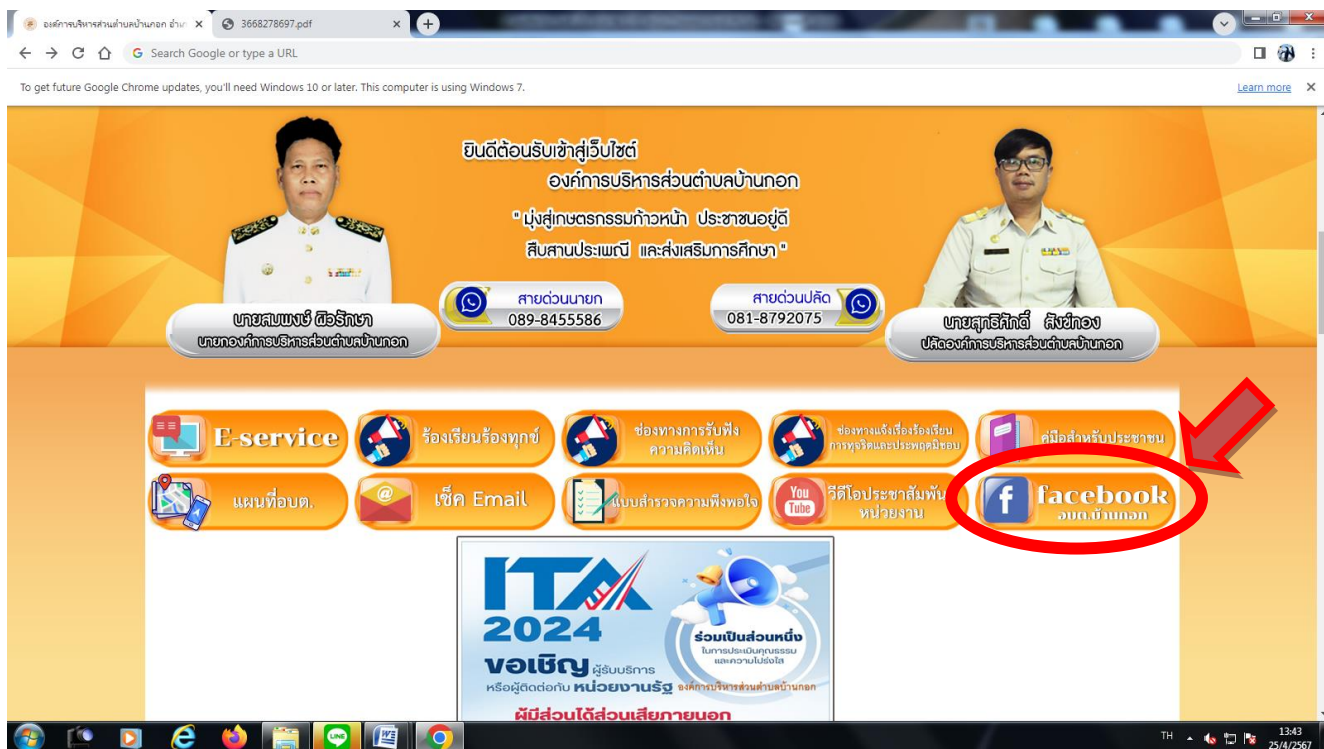 องค์การบริหารส่วนตำบลบ้านกอก อำเภ
3668278697.pdf
Search Google or type a URL
To get future Google Chrome updates, you'll need Windows 10 or later. This computer is using Windows 7.
Learn more
ยินดีต้อนรับเข้าสู่เว็บไซต์
องค์การบริหารส่วนตำบลบ้านกอก
" มุ่งสู่เกษตรกรรมก้าวหน้า ประชาชนอยู่ดี
สืบสานประเพณี และส่งเสริมการศึกษา "
สายด่วนนายก
089-8455586
สายด่วนปลัด
081-8792075
นายสมพงษ์ ผิวรักษา
นายกองค์การบริหารส่วนตำบลบ้านกอก
นายสุทธิศักดิ์ สังข์ทอง
ปลัดองค์การบริหารส่วนตำบลบ้านกอก
E-service
ร้องเรียนร้องทุกข์
ช่องทางการรับฟัง
ความคิดเห็น
ช่องทางแจ้งเรื่องร้องเรียน
การทุจริตและประพฤติมิชอบ
คู่มือสำหรับประชาชน
แผนที่อบต.
เช็ค Email
แบบสำรวจความพึงพอใจ
You
Tube
วีดีโอประชาสัมพัน
หน่วยงาน
facebook
อบต.บ้านกอก
ITA
2024
ร่วมเป็นส่วนหนึ่ง
ในการประเมินคุณธรรม
และความโปร่งใส
ขอเชิญ ผู้รับบริการ
หรือผู้ติดต่อกับ หน่วยงานรัฐ องค์การบริหารส่วนตำบลบ้านกอก
ผู้มีส่วนได้ส่วนเสียภายนอก
LINE
TH
13:43
25/4/2567